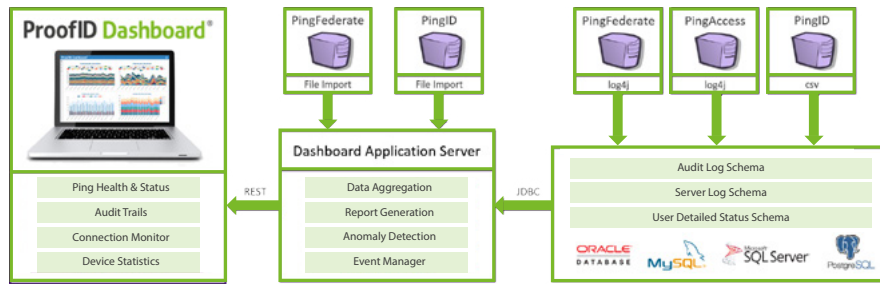 ProofID Dashboard®
Ping Health & Status
Audit Trails
Connection Monitor
Device Statistics
REST
PingFederate
File Import
PingID
File Import
Dashboard Application Server
Data Aggregation
Report Generation
Anomaly Detection
Event Manager
JDBC
PingFederate
log4j
PingAccess
log4j
PingID
csv
Audit Log Schema
Server Log Schema
User Detailed Status Schema
ORACLE
DATABASE
MySQL
Microsoft
SQL Server
PostgreSQL